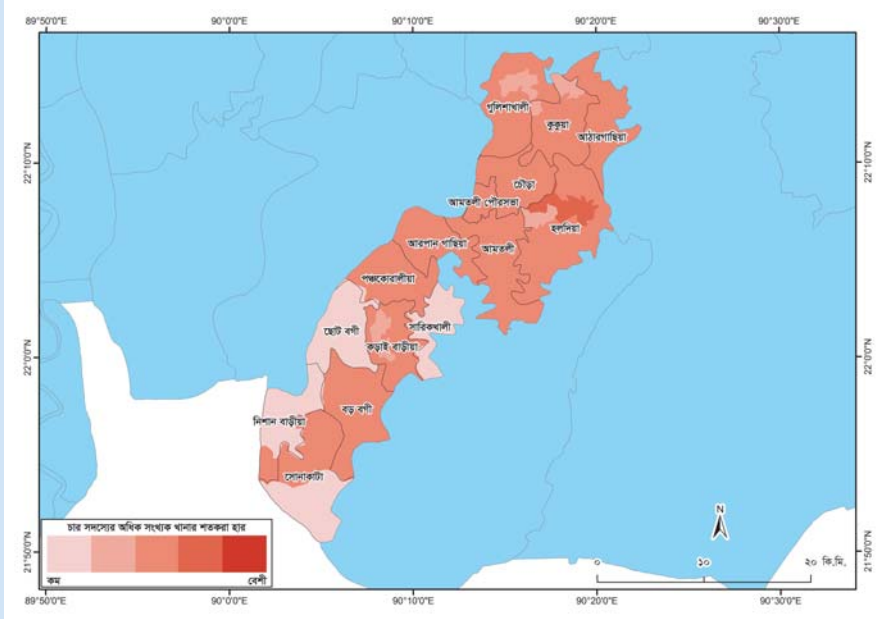 89°50'0"E 90°0'0"E 90°10'0"E 90°20'0"E 90°30'0"E
22°10'0"N 22°10'0"N
গুলিশাখালী
কুকুয়া
আঠারগাছিয়া
চৌড়া
আমতলী পৌরসভা
হলদিয়া
আরপান গাছিয়া
আমতলী
পঞ্চকোরালীয়া
সারিকখালী
ছোট বগী
কড়াই বাড়ীয়া
22°0'0"N 22°0'0"N
বড় বগী
নিশান বাড়ীয়া
সোনাকাটা
চার সদস্যের অধিক সংখ্যক খানার শতকরা হার
কম বেশী
N
০ ১০ ২০ কি.মি.
21°50'0"N 21°50'0"N
89°50'0"E 90°0'0"E 90°10'0"E 90°20'0"E 90°30'0"E